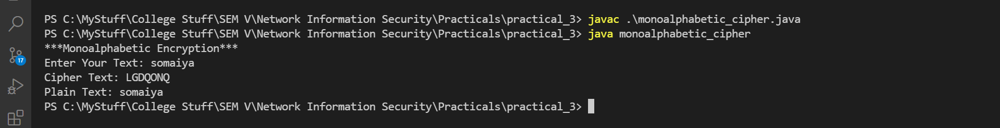 PS C:\MyStuff\College Stuff\SEM V\Network Information Security\Practicals\practical_3> javac .\monoalphabetic_cipher.java
PS C:\MyStuff\College Stuff\SEM V\Network Information Security\Practicals\practical_3> java monoalphabetic_cipher
***Monoalphabetic Encryption***
Enter Your Text: somaiya
17
Cipher Text: LGDQONQ
Plain Text: somaiya
PS C:\MyStuff\College Stuff\SEM V\Network Information Security\Practicals\practical_3>